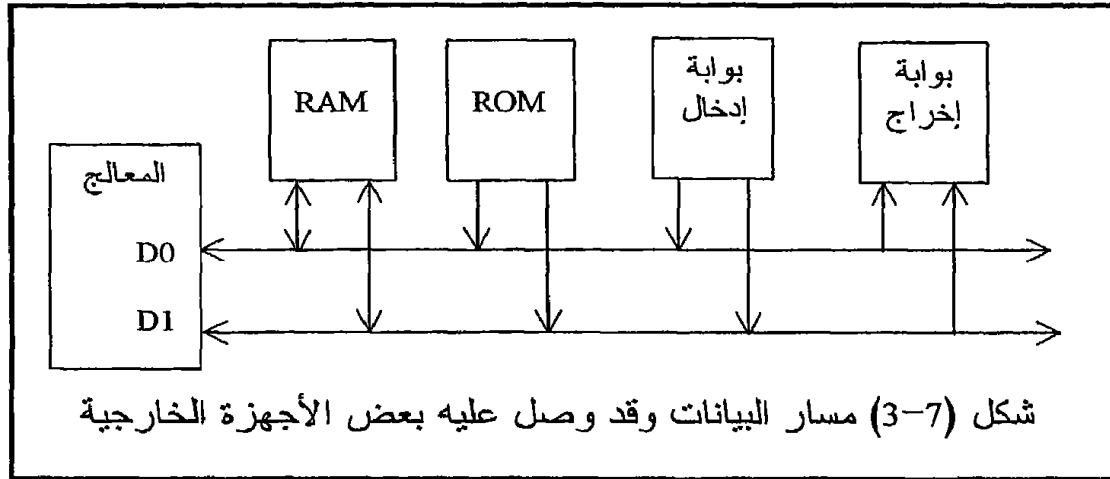 RAM
ROM
بوابة
إدخال
بوابة
إخراج
المعالج
D0
D1
شكل (7-3) مسار البيانات وقد وصل عليه بعض الأجهزة الخارجية